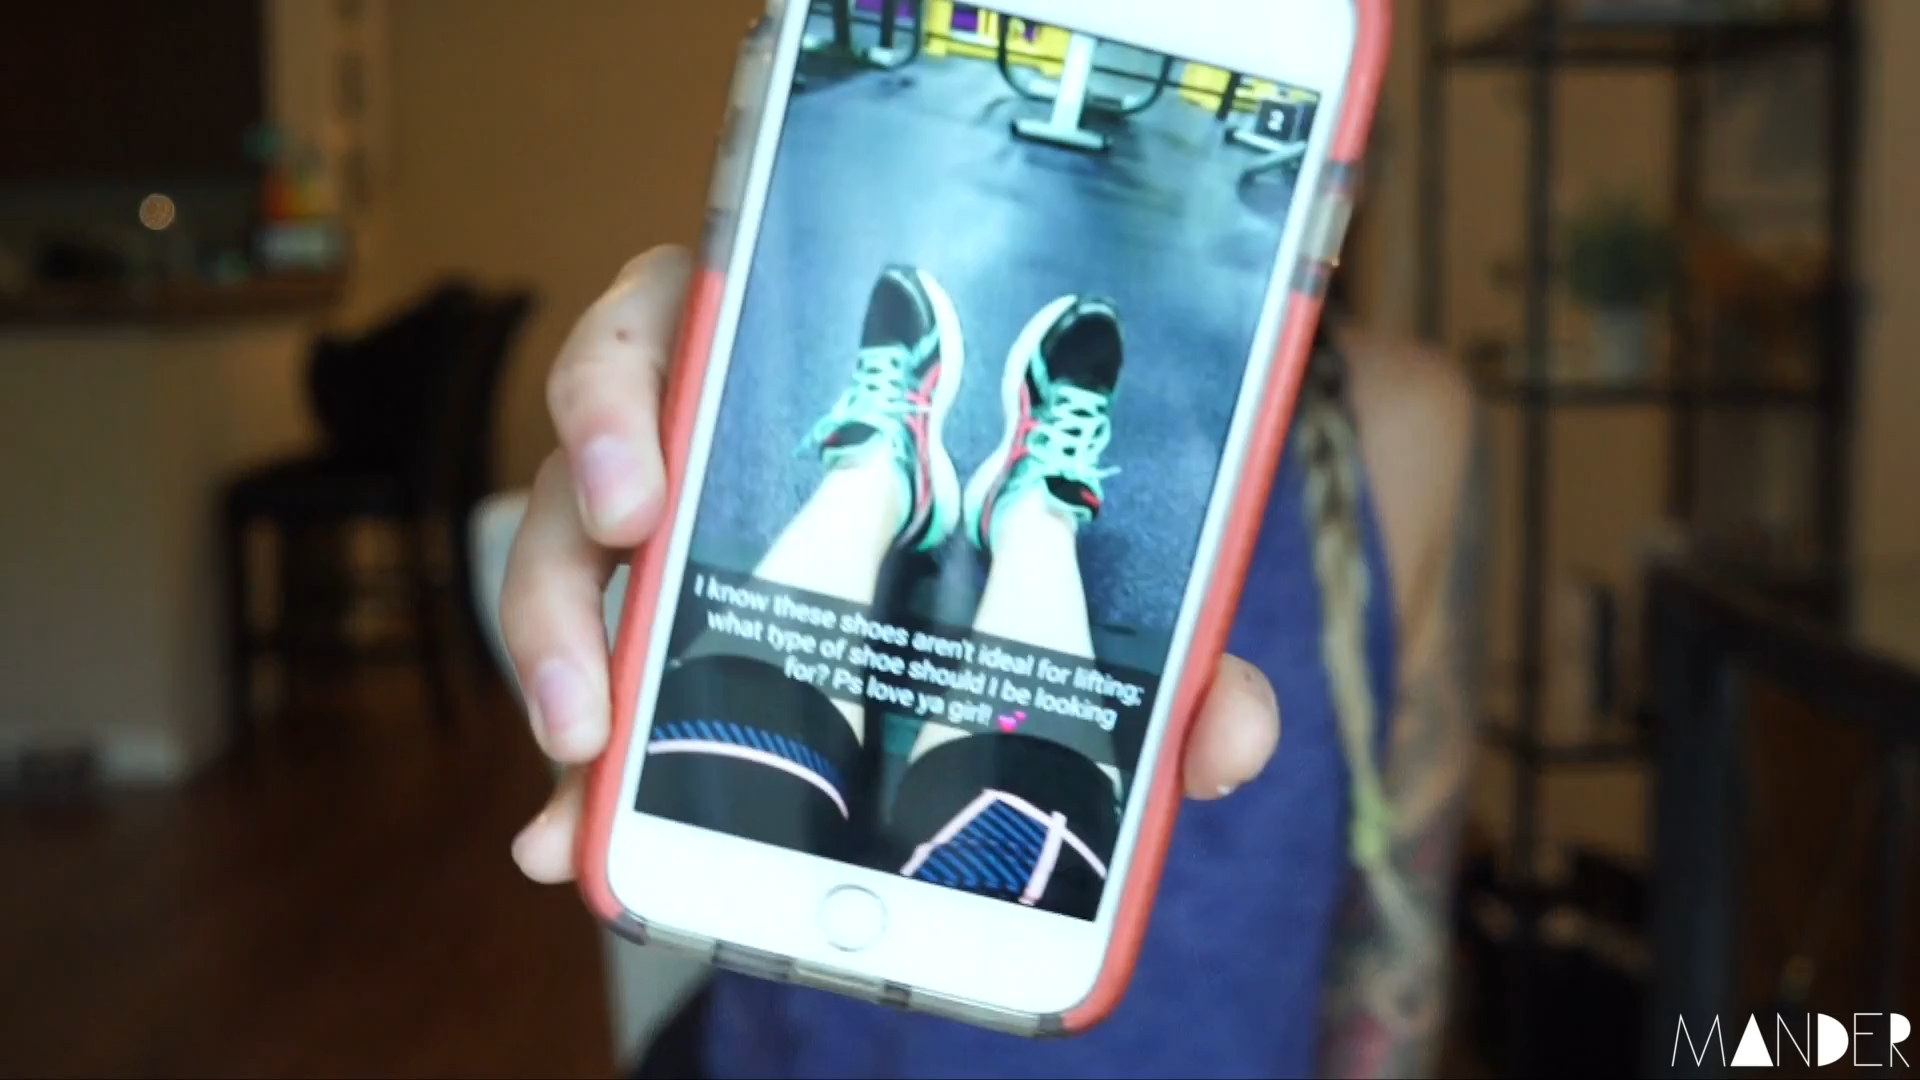 2
I know these shoes aren't ideal for lifting;
what type of shoe should I be looking
for? Ps love ya girl! 💕
MANDER